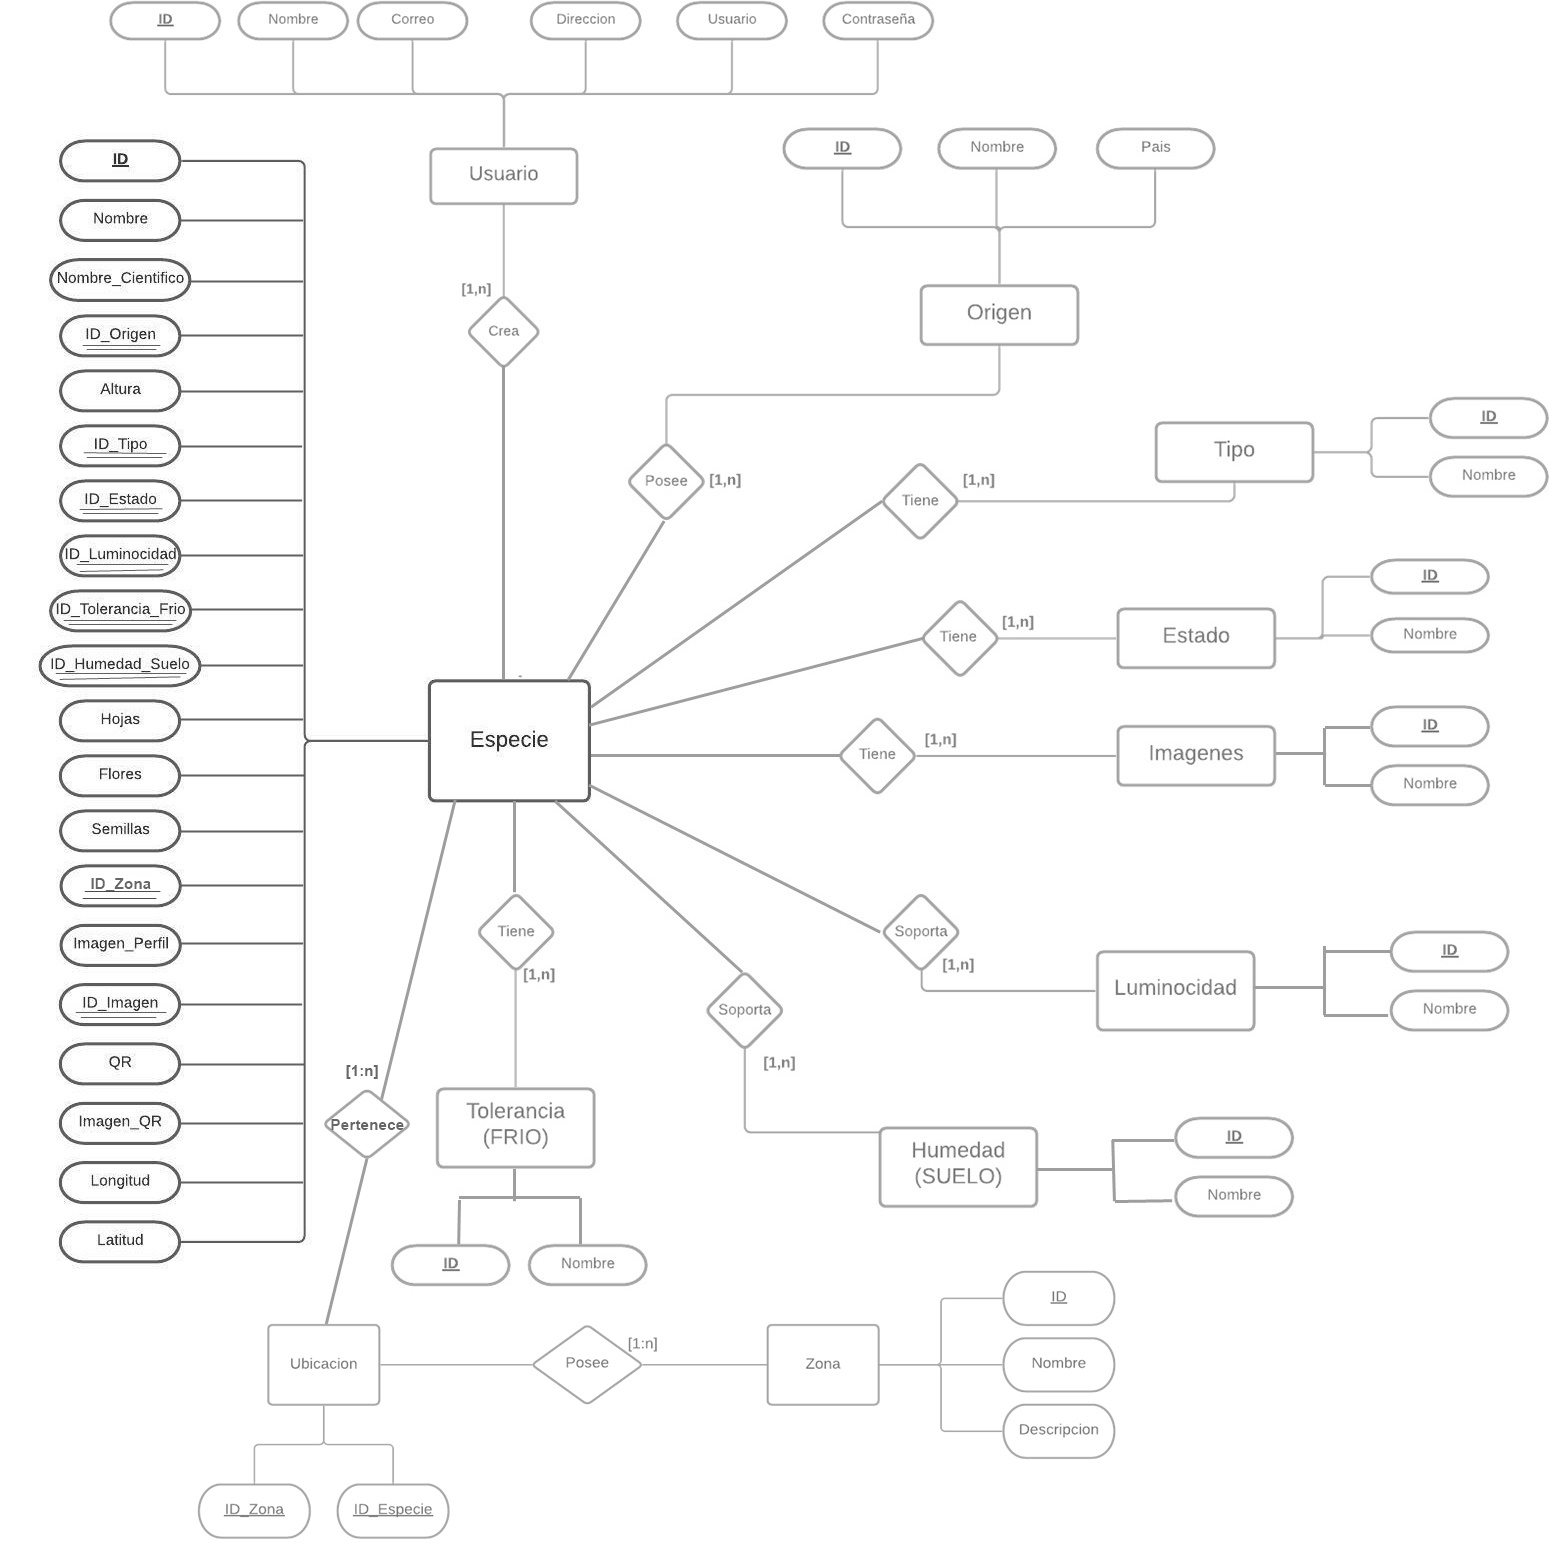 ID
Nombre
Correo
Direccion
Usuario
Contraseña
Usuario
[1,n]
Crea
ID
Nombre
Pais
Origen
Posee
[1,n]
ID
Nombre
Nombre_Cientifico
ID_Origen
Altura
ID_Tipo
ID_Estado
ID_Luminocidad
ID_Tolerancia_Frio
ID_Humedad_Suelo
Hojas
Flores
Semillas
ID_Zona
Imagen_Perfil
ID_Imagen
QR
Imagen_QR
Longitud
Latitud
Especie
Tiene
[1,n]
Tipo
ID
Nombre
Tiene
[1,n]
Estado
ID
Nombre
Tiene
[1,n]
Imagenes
ID
Nombre
Soporta
[1,n]
Luminocidad
ID
Nombre
Soporta
[1,n]
Humedad
(SUELO)
ID
Nombre
Tiene
[1,n]
Tolerancia
(FRIO)
ID
Nombre
[1:n]
Pertenece
Ubicacion
ID_Zona
ID_Especie
Posee
[1:n]
Zona
ID
Nombre
Descripcion